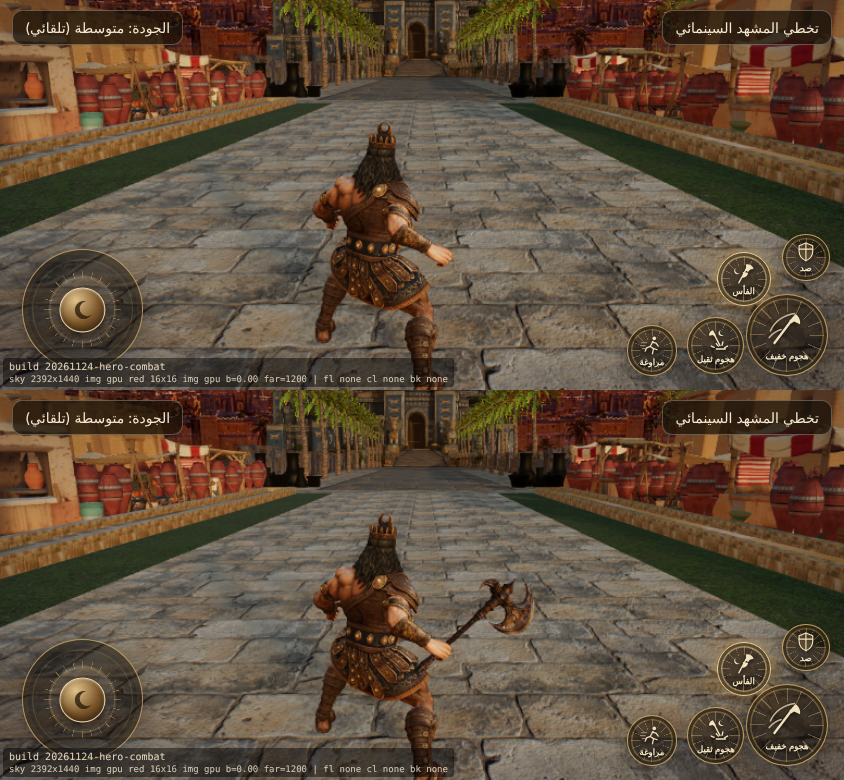 تخطي المشهد السينمائي
الجودة: متوسطة (تلقائي)
صد
الفأس
هجوم خفيف
هجوم ثقيل
مراوغة
build 20261124-hero-combat
sky 2392x1440 img gpu red 16x16 img gpu b=0.00 far=1200 | fl none cl none bk none
تخطي المشهد السينمائي
الجودة: متوسطة (تلقائي)
صد
الفأس
هجوم خفيف
هجوم ثقيل
مراوغة
build 20261124-hero-combat
sky 2392x1440 img gpu red 16x16 img gpu b=0.00 far=1200 | fl none cl none bk none